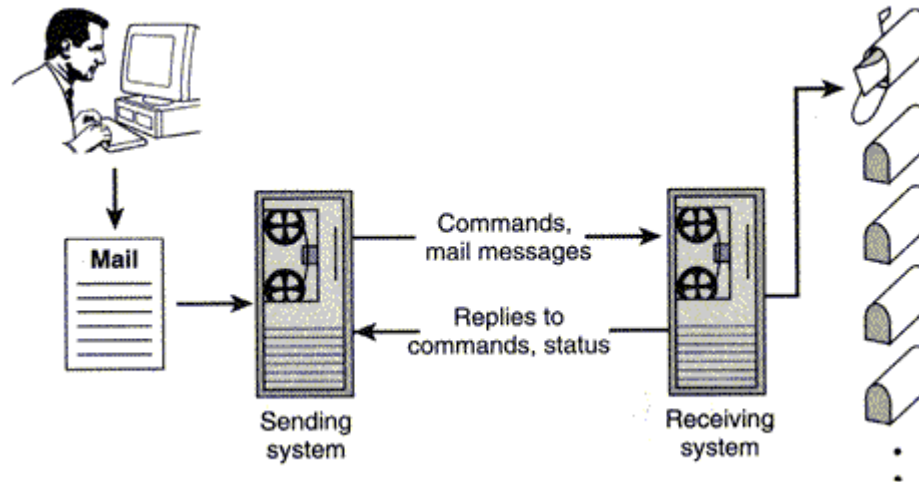 Mail
Commands,
mail messages
Replies to
commands, status
Sending
system
Receiving
system